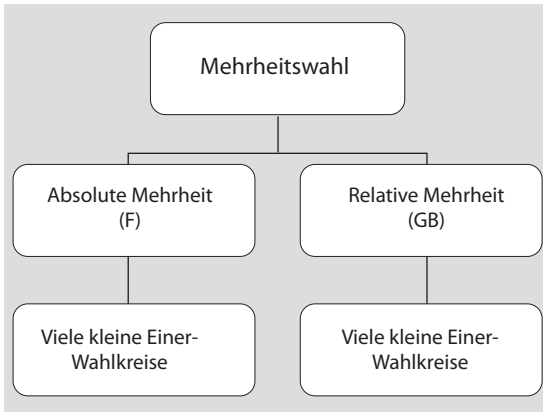 Mehrheitswahl
Absolute Mehrheit
(F)
Relative Mehrheit
(GB)
Viele kleine Einer-
Wahlkreise
Viele kleine Einer-
Wahlkreise